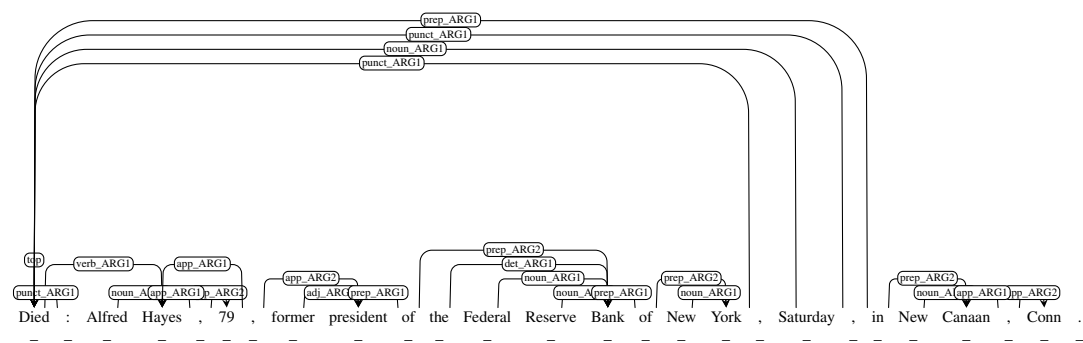 prep_ARG1
punct_ARG1
noun_ARG1
punct_ARG1
prep_ARG2
top verb_ARG1 app_ARG1 det_ARG1
app_ARG2 noun_ARG1 prep_ARG2 prep_ARG2
punct_ARG1 app_ARG1 prep_ARG1 prep_ARG1 noun_ARG1 app_ARG1
Died : Alfred Hayes , 79 , former president of the Federal Reserve Bank of New York , Saturday , in New Canaan , Conn .
_ _ _ _ _ _ _ _ _ _ _ _ _ _ _ _ _ _ _ _ _ _ _ _ _ _